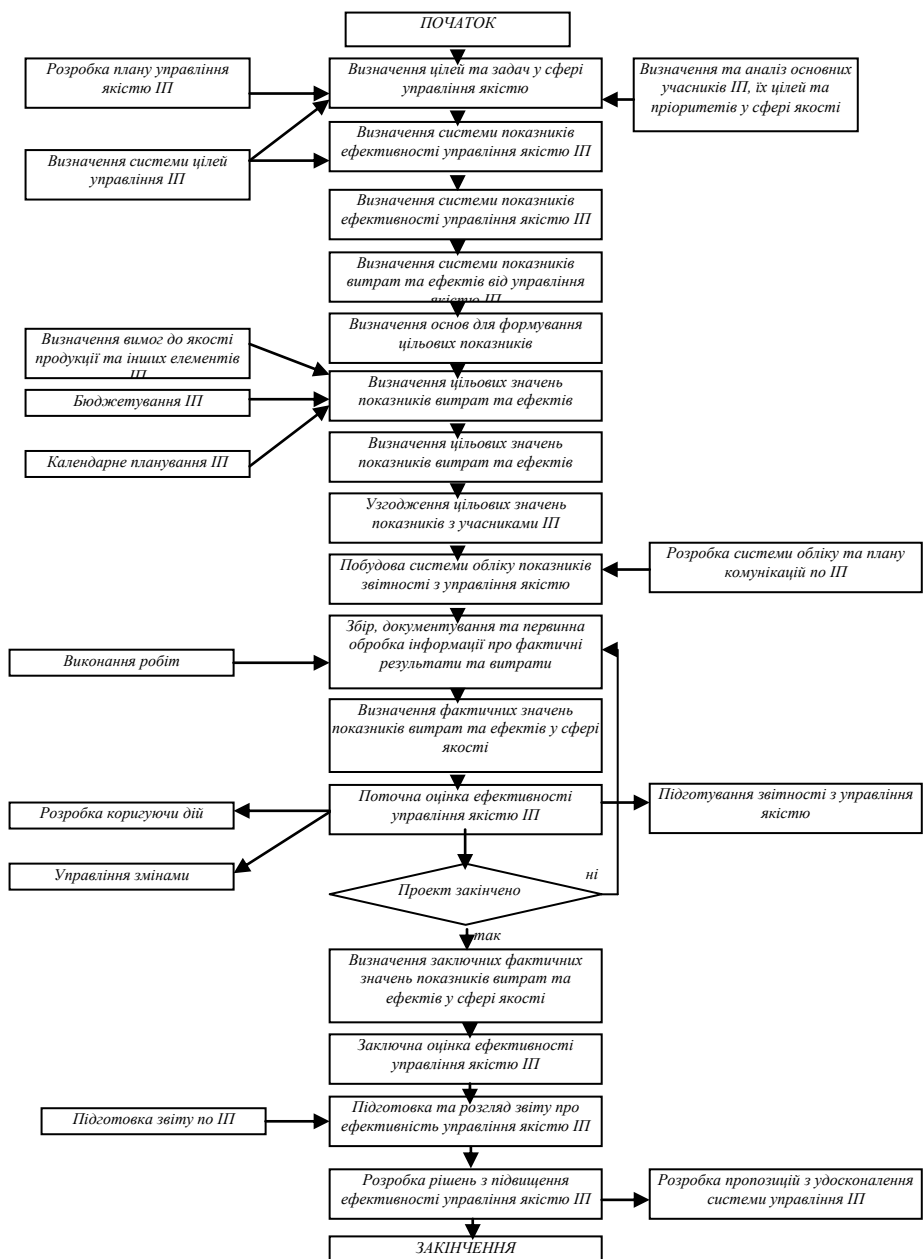 ПОЧАТОК
Розробка плану управління
якістю ІП
Визначення цілей та задач у сфері
управління якістю
Визначення та аналіз основних
учасників ІП, їх цілей та
пріоритетів у сфері якості
Визначення системи показників
ефективності управління якістю ІП
Визначення системи цілей
управління ІП
Визначення системи показників
ефективності управління якістю ІП
Визначення системи показників
витрат та ефектів від управління
якістю ІП
Визначення основ для формування
цільових показників
Визначення вимог до якості
продукції та інших елементів
ІП
Визначення цільових значень
показників витрат та ефектів
Бюджетування ІП
Визначення цільових значень
показників витрат та ефектів
Календарне планування ІП
Узгодження цільових значень
показників з учасниками ІП
Побудова системи обліку показників
звітності з управління якістю
Розробка системи обліку та плану
комунікацій по ІП
Збір, документування та первинна
обробка інформації про фактичні
результати та витрати
Виконання робіт
Визначення фактичних значень
показників витрат та ефектів у сфері
якості
Поточна оцінка ефективності
управління якістю ІП
Розробка коригуючи дій
Підготування звітності з управління
якістю
Управління змінами
Проект закінчено
ні
так
Визначення заключних фактичних
значень показників витрат та
ефектів у сфері якості
Заключна оцінка ефективності
управління якістю ІП
Підготовка звіту по ІП
Підготовка та розгляд звіту про
ефективність управління якістю ІП
Розробка рішень з підвищення
ефективності управління якістю ІП
Розробка пропозицій з удосконалення
системи управління ІП
ЗАКІНЧЕННЯ